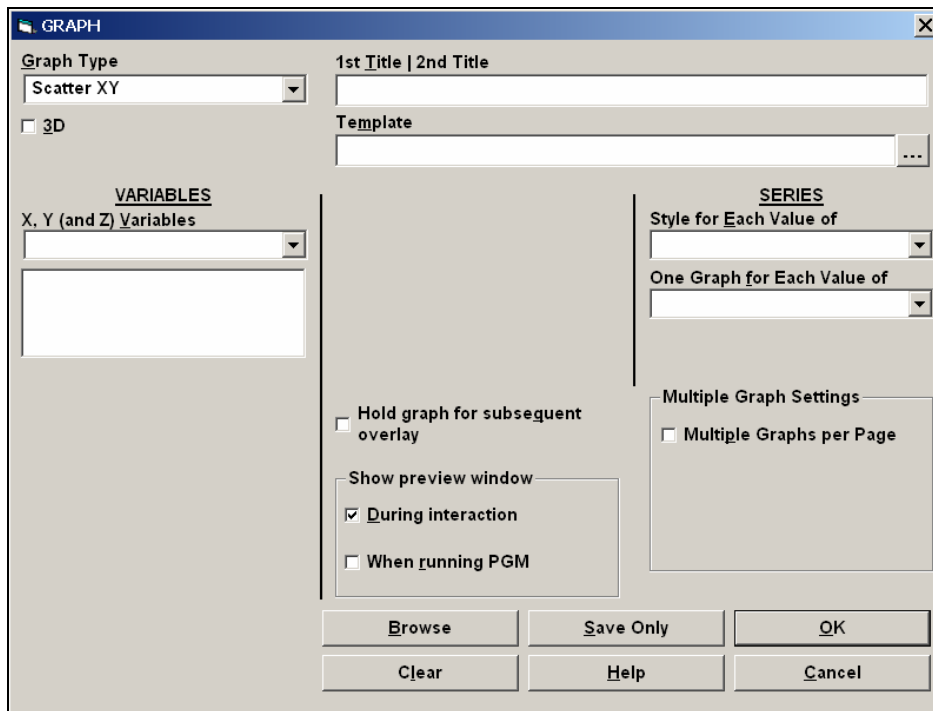 GRAPH
Graph Type
Scatter XY
3D
1st Title | 2nd Title
Template
...
VARIABLES
X, Y (and Z) Variables
SERIES
Style for Each Value of
One Graph for Each Value of
Hold graph for subsequent
overlay
Show preview window
During interaction
When running PGM
Multiple Graph Settings
Multiple Graphs per Page
Browse
Save Only
OK
Clear
Help
Cancel